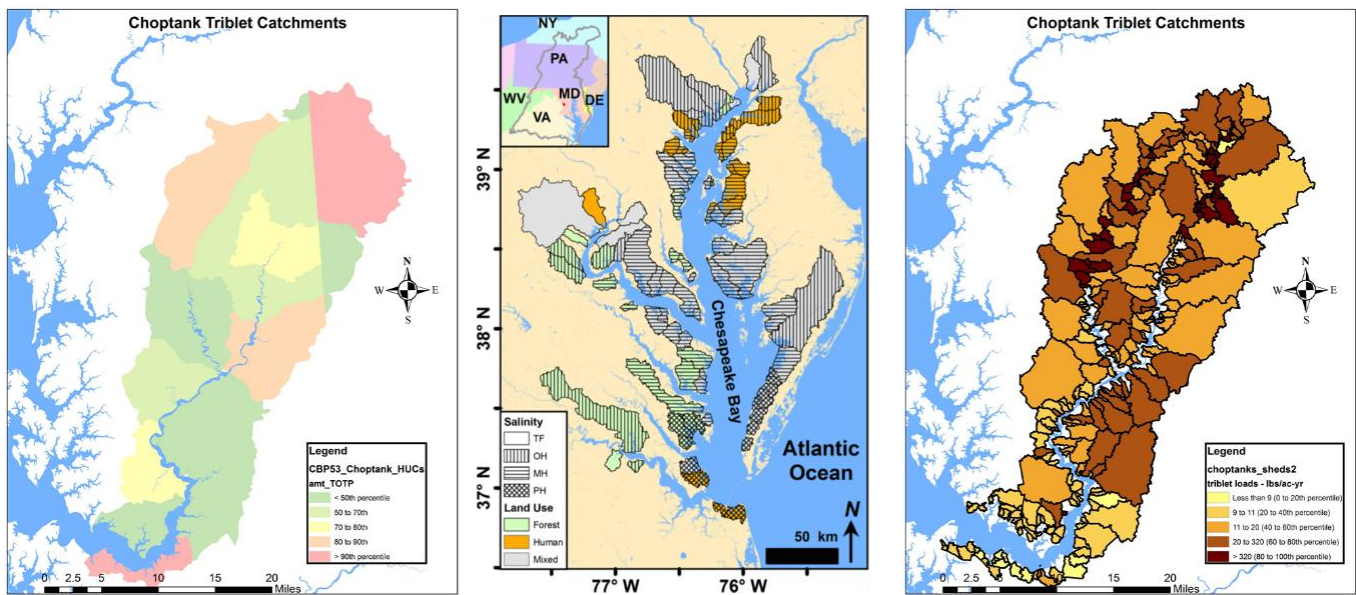 Choptank Triblet Catchments
N
W
E
S
Legend
CBP53_Choptank_HUCs
amt_TOTP
< 50th percentile
50 to 70th
70 to 80th
80 to 90th
> 90th percentile
0 2.5 5 10 15 20
Miles
NY
PA
WV
MD
DE
VA
39° N
38° N
37° N
Chesapeake Bay
Atlantic
Ocean
Salinity
TF
OH
MH
PH
Land Use
Forest
Human
Mixed
N
50 km
77° W
76° W
Choptank Triblet Catchments
N
W
E
S
Legend
choptanks_sheds2
triblet loads - lbs/ac-yr
Less than 9 (0 to 20th percentile)
9 to 11 (20 to 40th percentile)
11 to 20 (40 to 60th percentile)
20 to 320 (60 to 80th percentile)
> 320 (80 to 100th percentile)
0 2.5 5 10 15 20
Miles